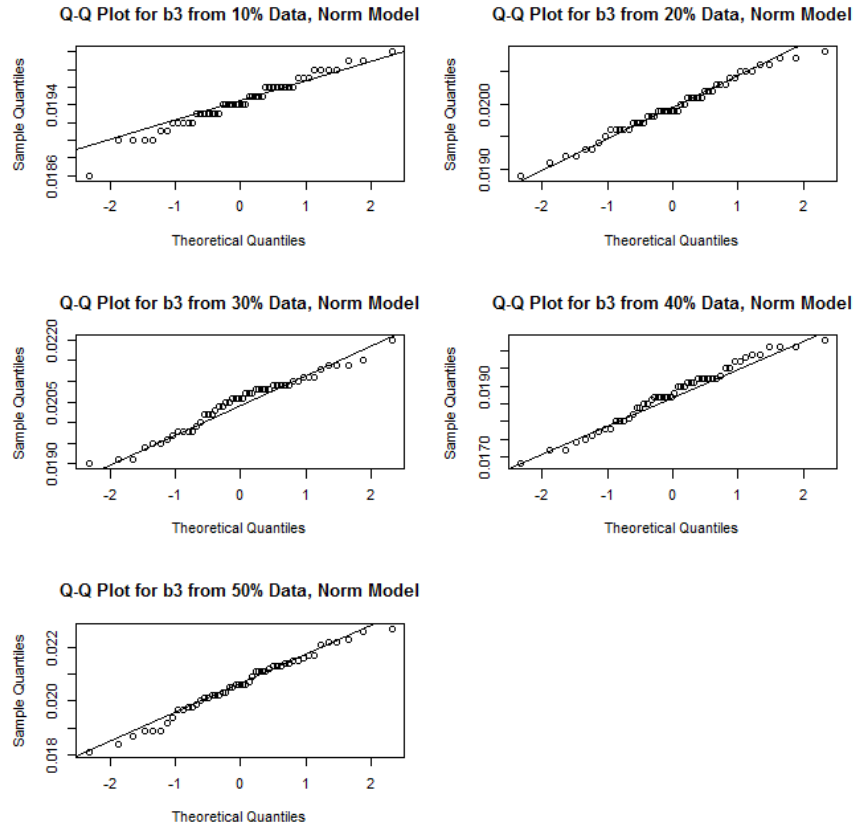 Q-Q Plot for b3 from 10% Data, Norm Model
Sample Quantiles
0.0186 0.0194
-2 -1 0 1 2
Theoretical Quantiles
Q-Q Plot for b3 from 20% Data, Norm Model
Sample Quantiles
0.0190 0.0200
-2 -1 0 1 2
Theoretical Quantiles
Q-Q Plot for b3 from 30% Data, Norm Model
Sample Quantiles
0.0190 0.0205 0.0220
-2 -1 0 1 2
Theoretical Quantiles
Q-Q Plot for b3 from 40% Data, Norm Model
Sample Quantiles
0.0170 0.0190
-2 -1 0 1 2
Theoretical Quantiles
Q-Q Plot for b3 from 50% Data, Norm Model
Sample Quantiles
0.018 0.020 0.022
-2 -1 0 1 2
Theoretical Quantiles